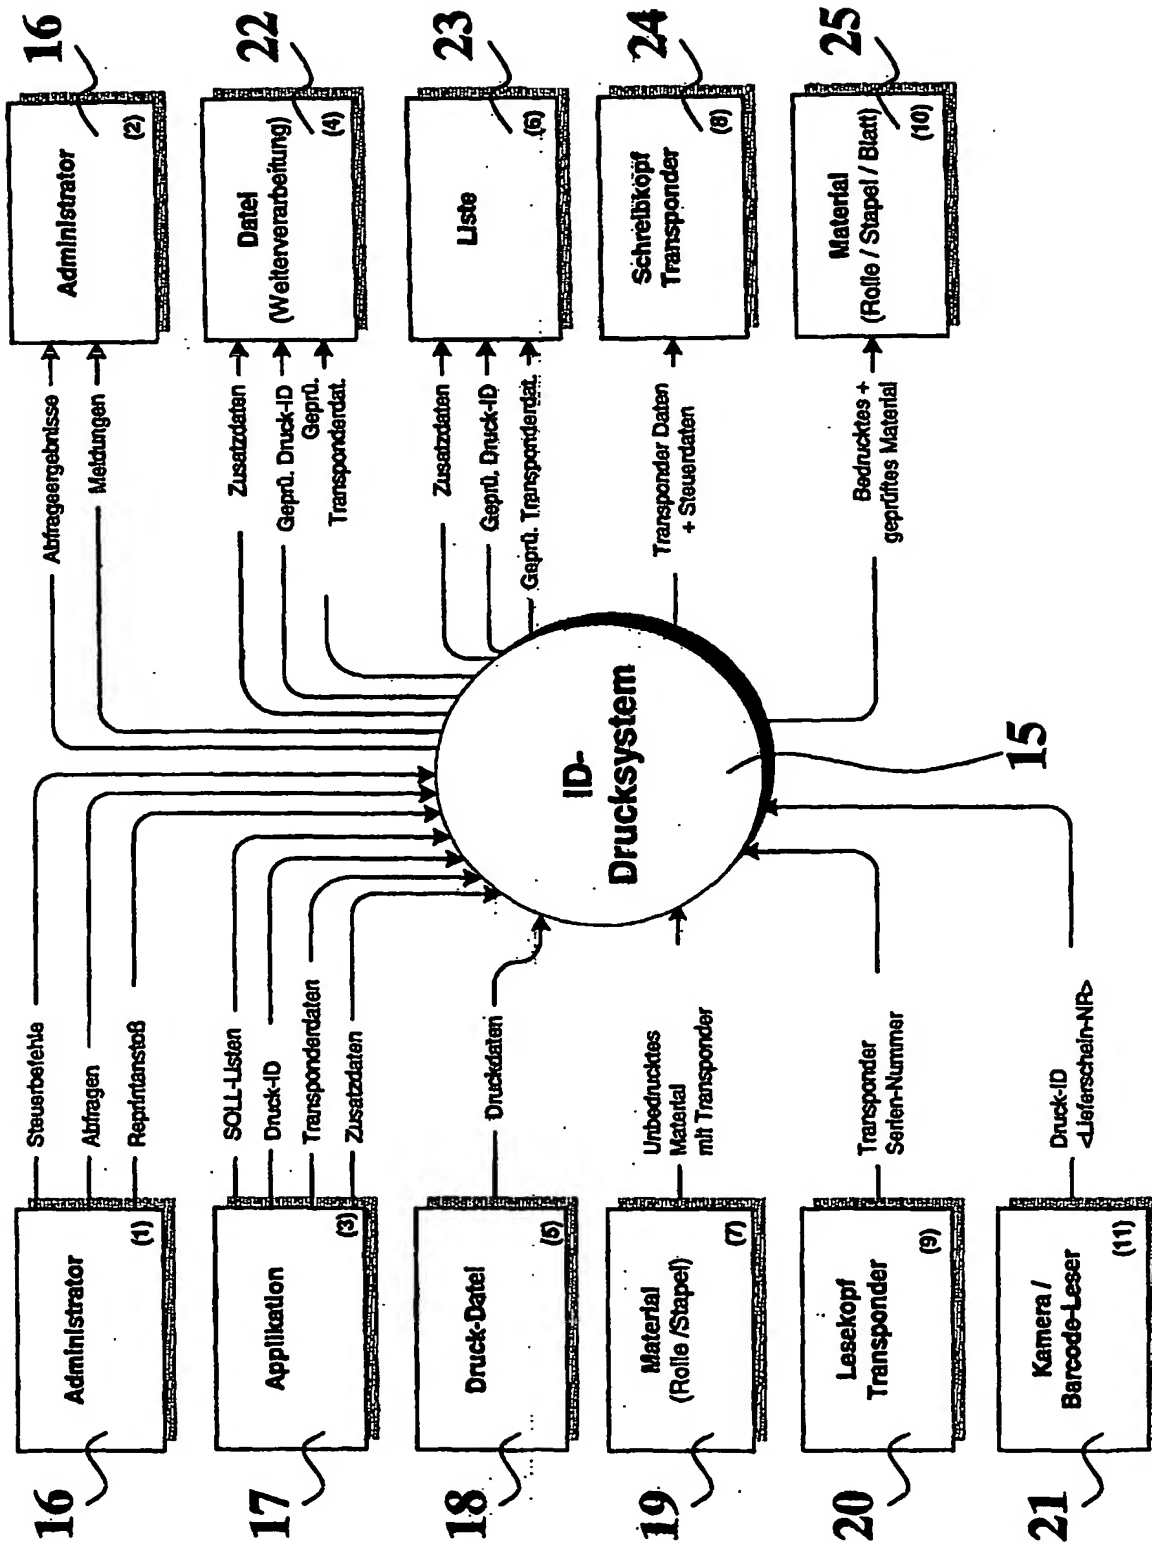 16
Administrator
(1)
Steuerbefehle
Abfragen
Reprintanstoß
17
Applikation
(3)
SOLL-Listen
Druck-ID
Transponderdaten
Zusatzdaten
18
Druck-Datei
(5)
Druckdaten
19
Material
(Rolle /Stapel)
(7)
Unbedrucktes
Material
mit Transponder
20
Lesekopf
Transponder
(9)
Transponder
Serien-Nummer
21
Kamera /
Barcode-Leser
(11)
Druck-ID
<Lieferschein-NR>
ID-
Drucksystem
15
Abfrageergebnisse
Meldungen
Administrator
(2)
16
Zusatzdaten
Geprü. Druck-ID
Geprü.
Transponderdat.
Datei
(Weiterverarbeitung)
(4)
22
Zusatzdaten
Geprü. Druck-ID
Geprü. Transponderdat.
Liste
(6)
23
Transponder Daten
+ Steuerdaten
Schreibkopf
Transponder
(8)
24
Bedrucktes +
geprüftes Material
Material
(Rolle / Stapel / Blatt)
(10)
25